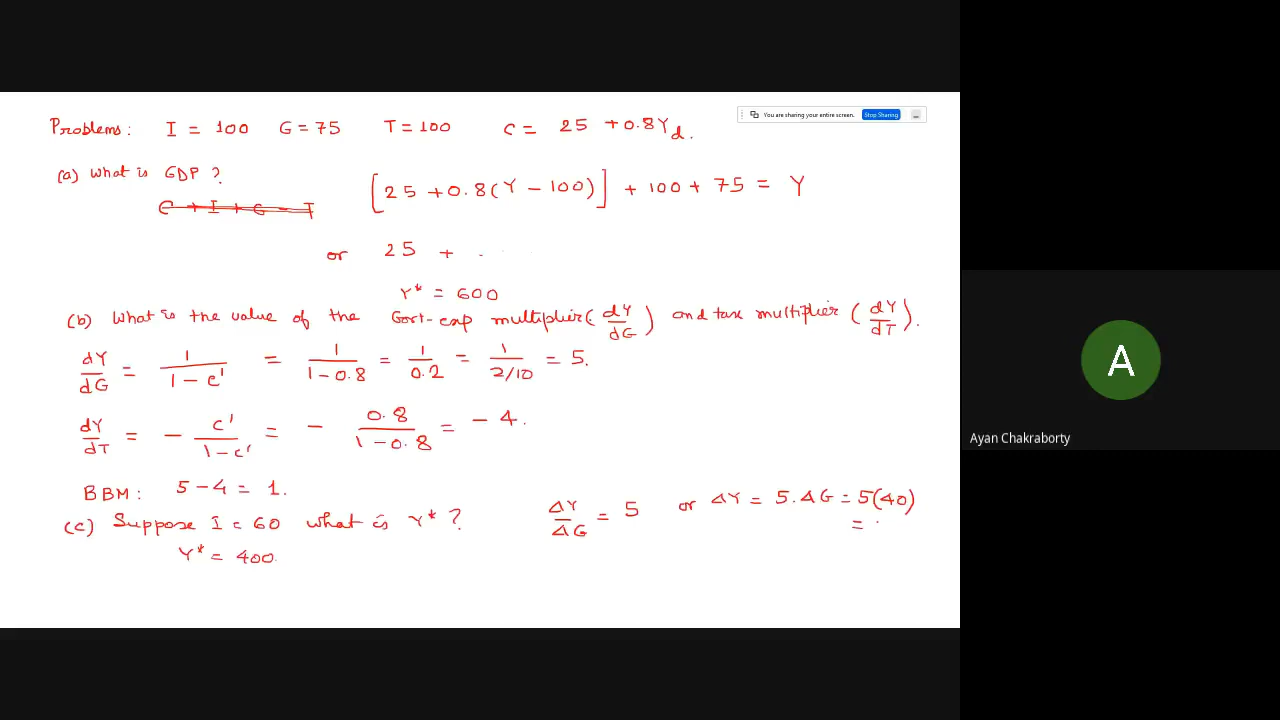 Problems: I = 100 G = 75 T = 100 C = 25 + 0.8Yd.
You are sharing your entire screen. Stop Sharing
(a) What is GDP?
[25 + 0.8(Y - 100)] + 100 + 75 = Y
C + I + G - T
or 25 + . .
Y* = 600
(b) What is the value of the Govt-exp multiplier (dY/dG) and tax multiplier (dY/dT).
dY/dG = 1/(1 - c') = 1/(1 - 0.8) = 1/0.2 = 1/(2/10) = 5.
dY/dT = - c'/(1 - c') = - 0.8/(1 - 0.8) = - 4.
BBM: 5 - 4 = 1.
(c) Suppose I = 60 what is Y*?
ΔY/ΔG = 5 or ΔY = 5.ΔG = 5(40)
=
Y* = 400.
A
Ayan Chakraborty